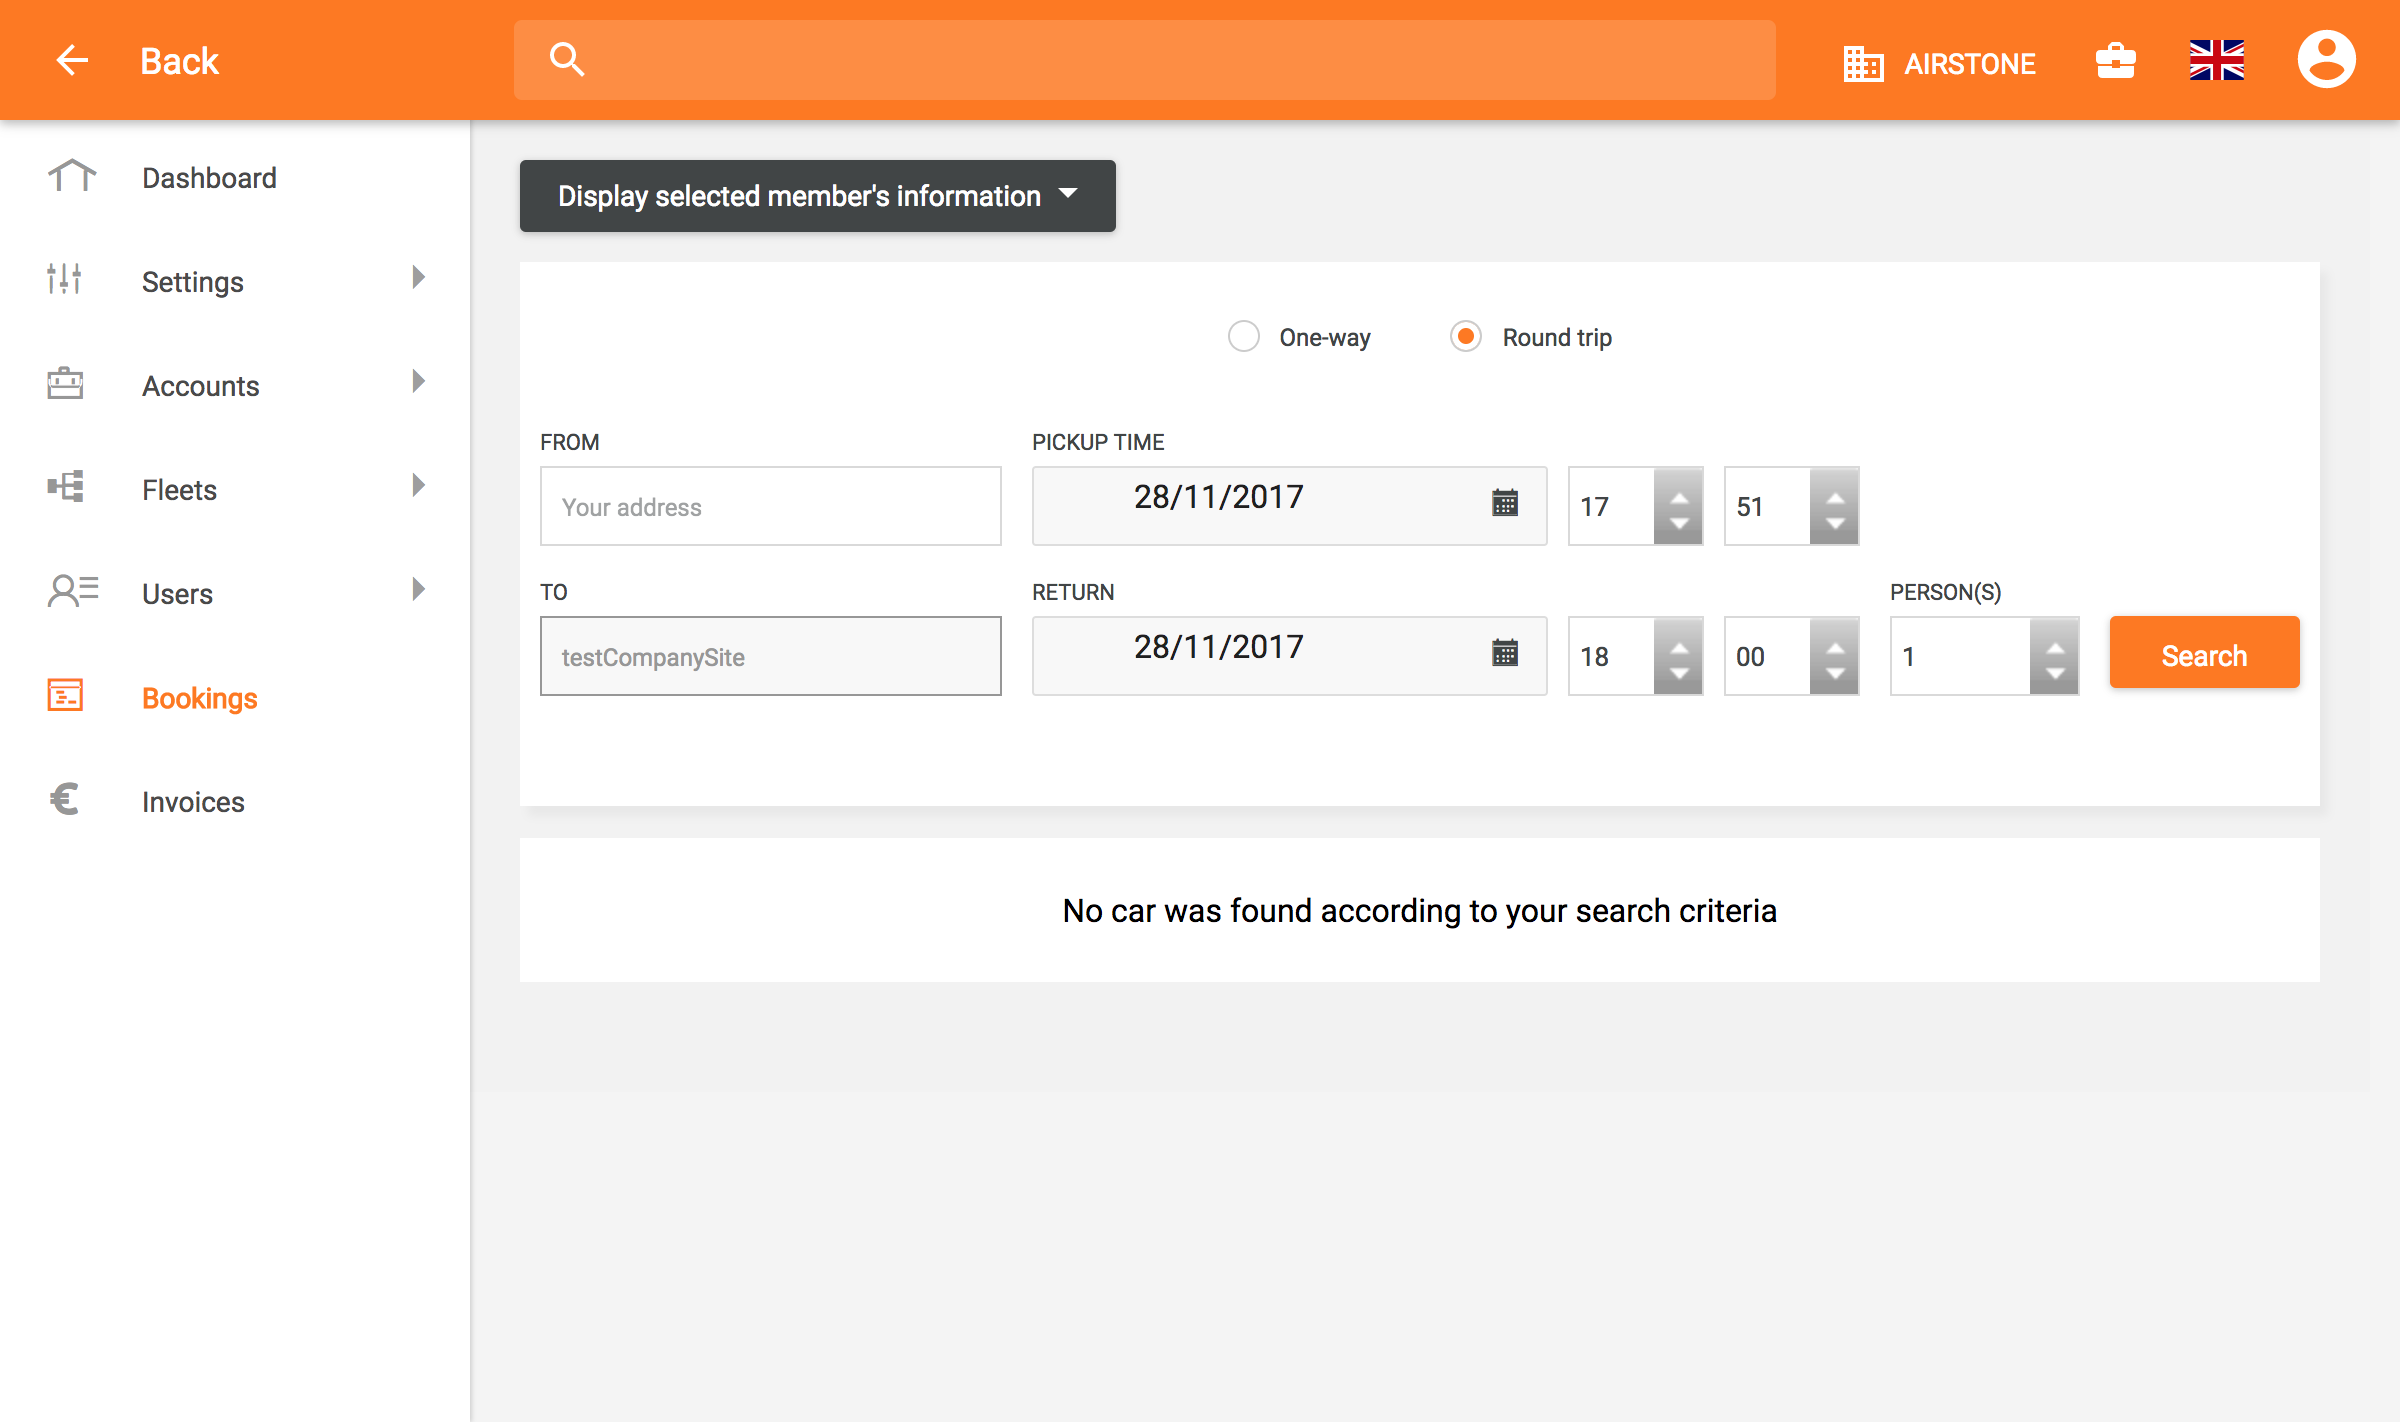 Back
AIRSTONE
Dashboard
Settings
Accounts
Fleets
Users
Bookings
€ Invoices
Display selected member's information
One-way Round trip
FROM PICKUP TIME
Your address 28/11/2017 17 51
TO RETURN PERSON(S)
testCompanySite 28/11/2017 18 00 1 Search
No car was found according to your search criteria